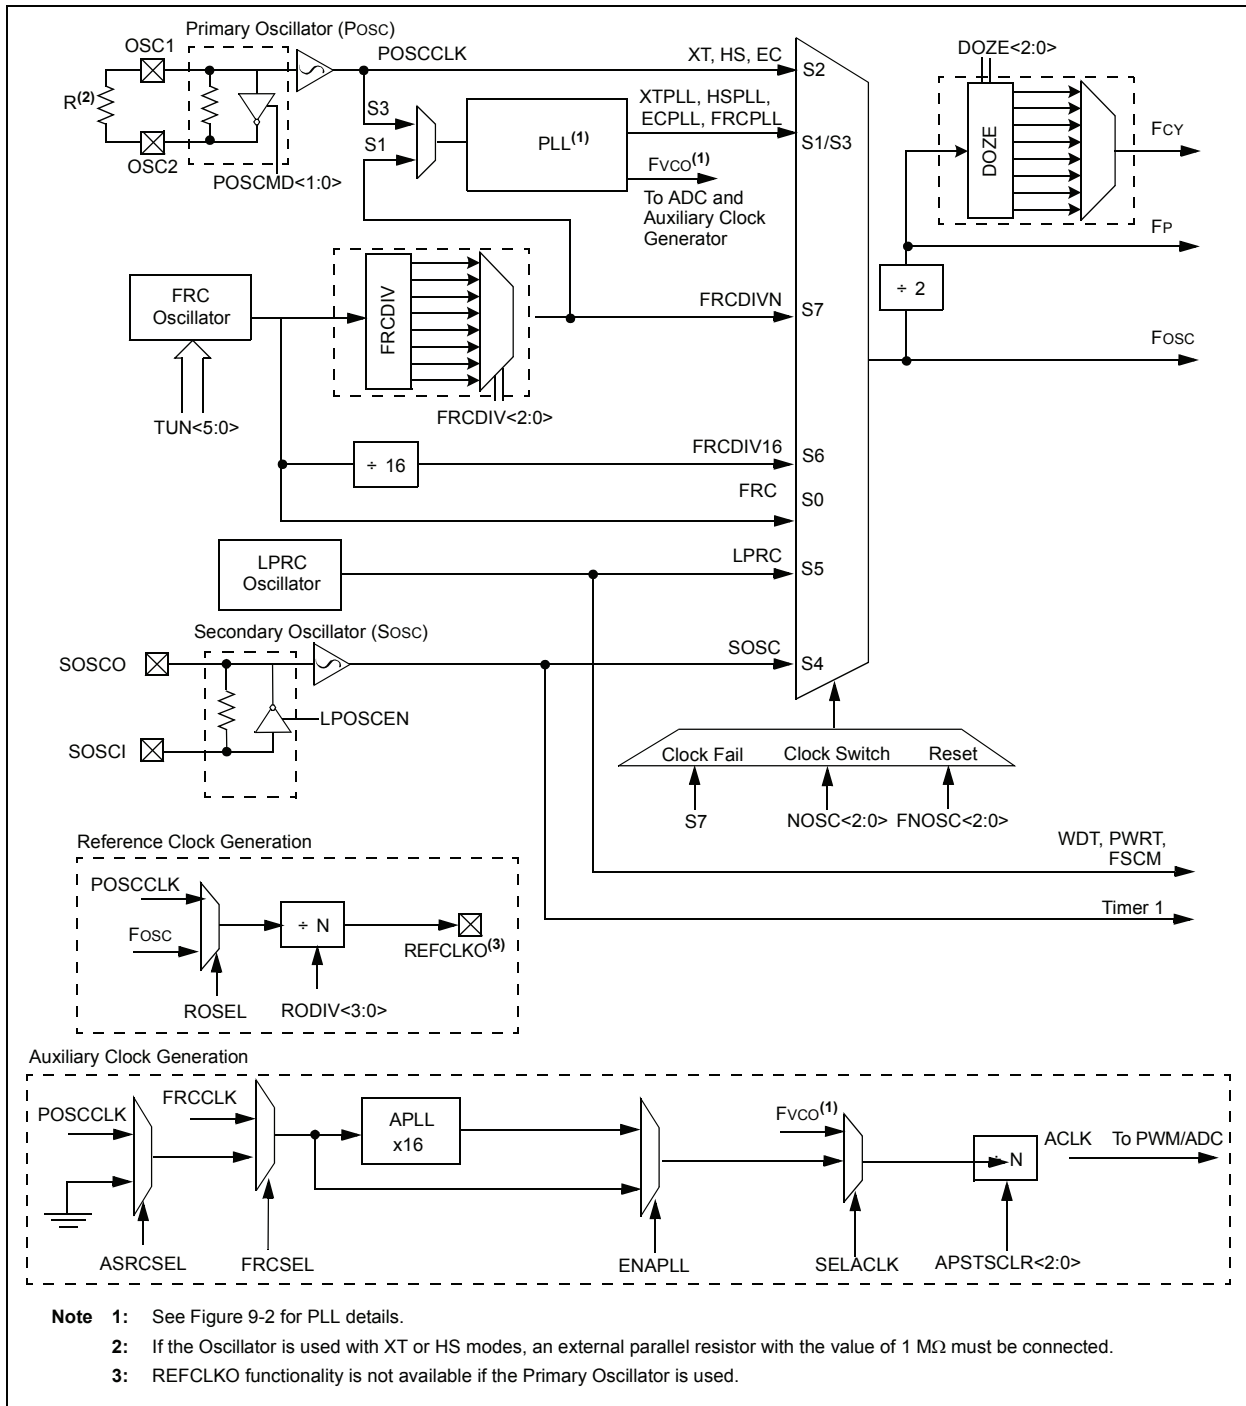 Primary Oscillator (POSC)
OSC1
POSCCLK
XT, HS, EC
S2
DOZE<2:0>
R(2)
S3
XTPLL, HSPLL,
ECPLL, FRCPLL
S1/S3
PLL(1)
S1
OSC2
POSCMD<1:0>
FVCO(1)
To ADC and
Auxiliary Clock
Generator
DOZE
FCY
FP
÷ 2
FRC
Oscillator
FRCDIV
FRCDIVN
S7
FOSC
TUN<5:0>
FRCDIV<2:0>
÷ 16
FRCDIV16
S6
FRC
S0
LPRC
Oscillator
LPRC
S5
Secondary Oscillator (SOSC)
SOSCO
SOSC
S4
LPOSCEN
SOSCI
Clock Fail
Clock Switch
Reset
S7
NOSC<2:0>
FNOSC<2:0>
WDT, PWRT,
FSCM
Timer 1
Reference Clock Generation
POSCCLK
FOSC
÷ N
REFCLKO(3)
ROSEL
RODIV<3:0>
Auxiliary Clock Generation
POSCCLK
FRCCLK
APLL
x16
FVCO(1)
÷ N
ACLK
To PWM/ADC
ASRCSEL
FRCSEL
ENAPLL
SELACLK
APSTSCLR<2:0>
Note 1: See Figure 9-2 for PLL details.
2: If the Oscillator is used with XT or HS modes, an external parallel resistor with the value of 1 MΩ must be connected.
3: REFCLKO functionality is not available if the Primary Oscillator is used.